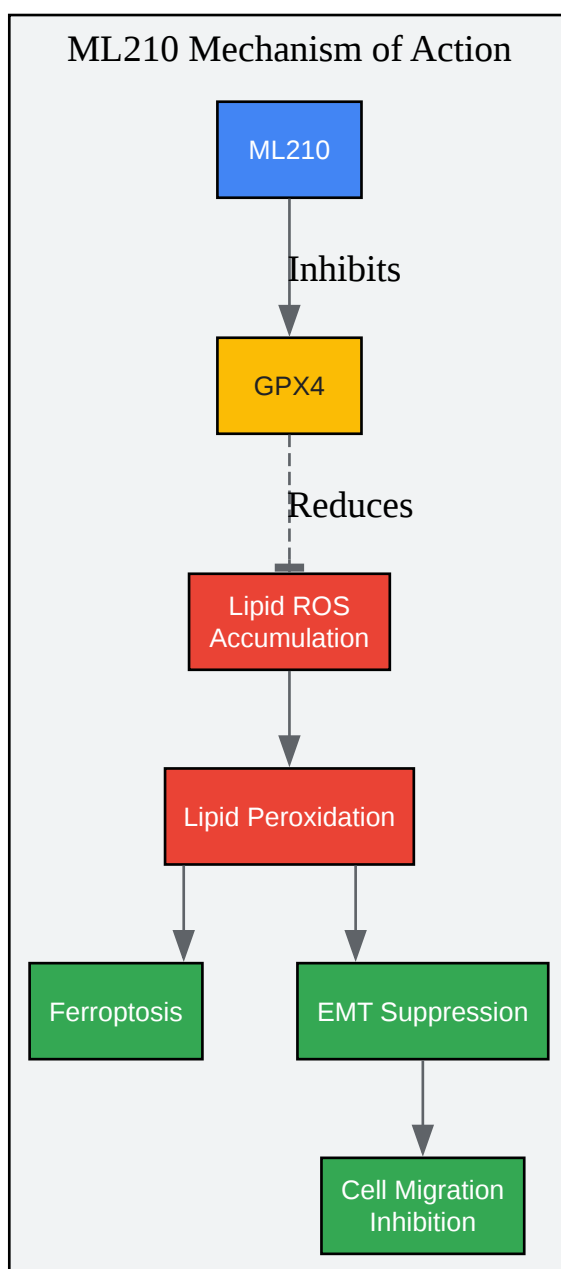 ML210 Mechanism of Action
ML210
Inhibits
GPX4
Reduces
Lipid ROS
Accumulation
Lipid Peroxidation
Ferroptosis
EMT Suppression
Cell Migration
Inhibition